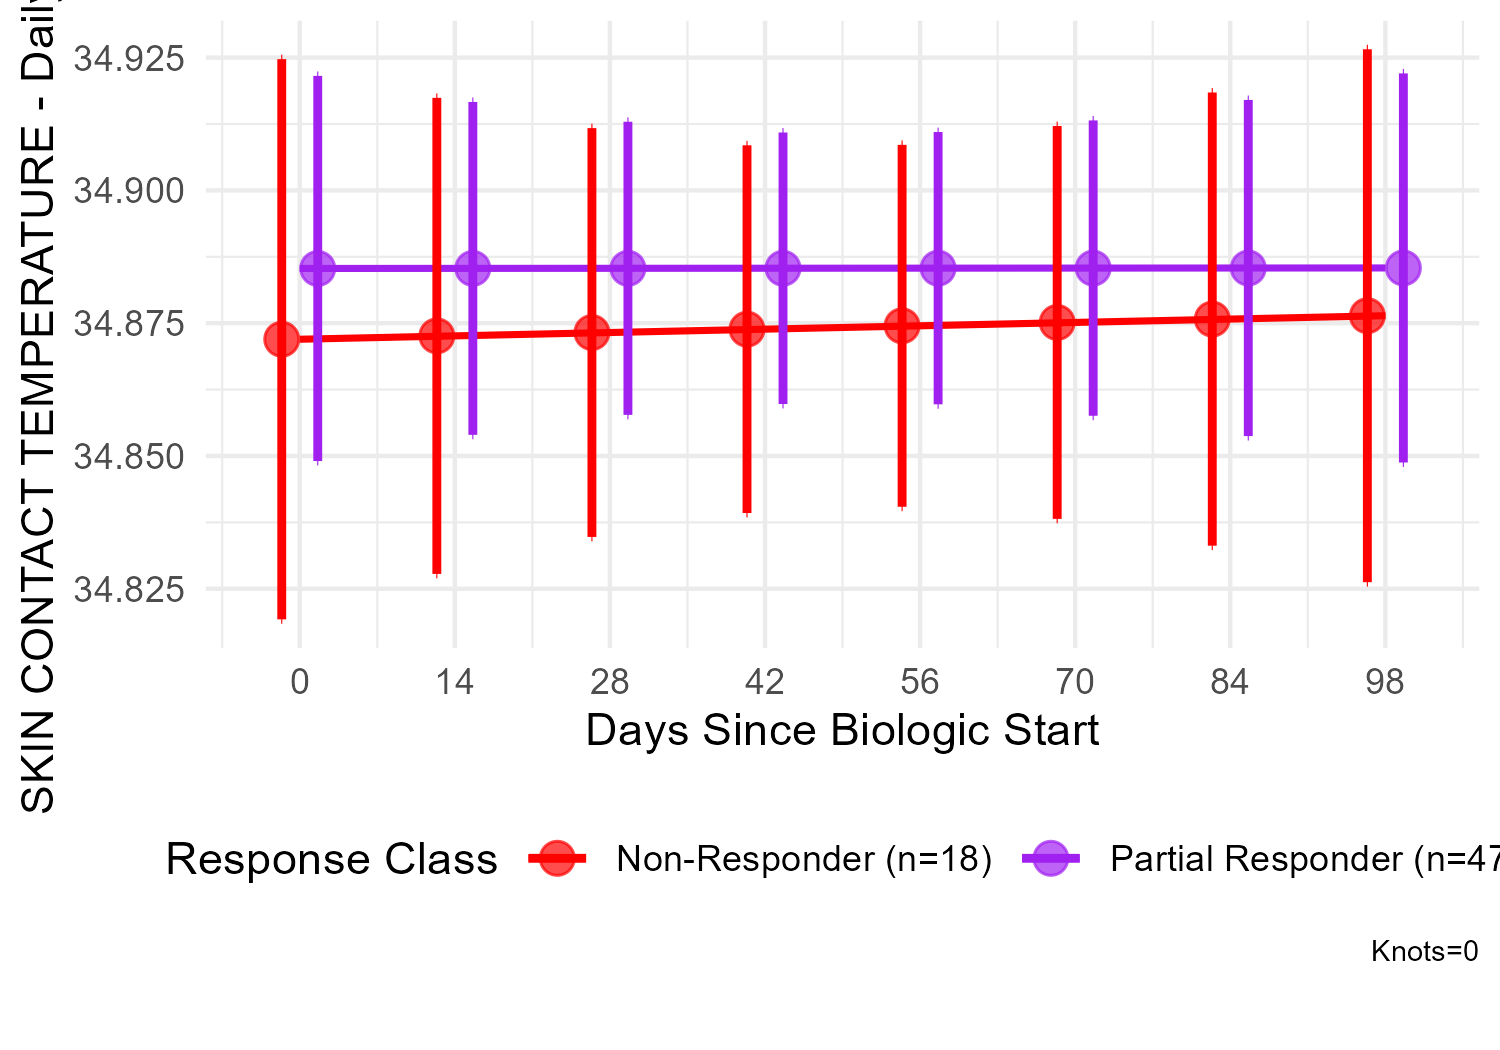 SKIN CONTACT TEMPERATURE - Daily
34.925
34.900
34.875
34.850
34.825
0 14 28 42 56 70 84 98
Days Since Biologic Start
Response Class Non-Responder (n=18) Partial Responder (n=47
Knots=0